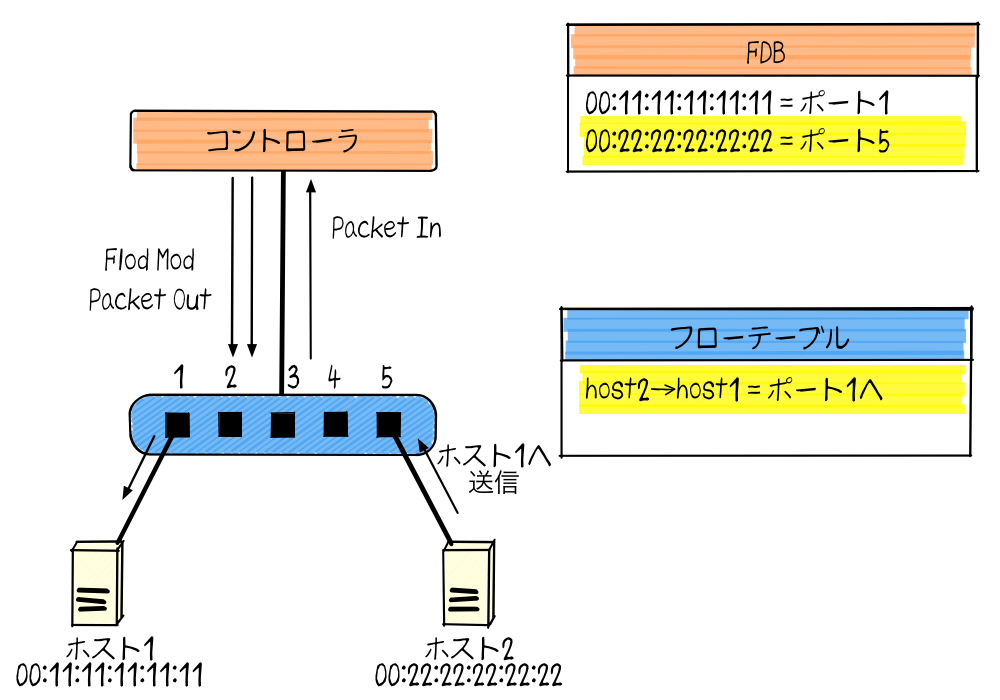 FDB
00:11:11:11:11:11 = ポート1
00:22:22:22:22:22 = ポート5
コントローラ
Packet In
Flod Mod
Packet Out
フローテーブル
host2→host1 = ポート1へ
1 2 3 4 5
ホスト1へ
送信
ホスト1
00:11:11:11:11:11
ホスト2
00:22:22:22:22:22